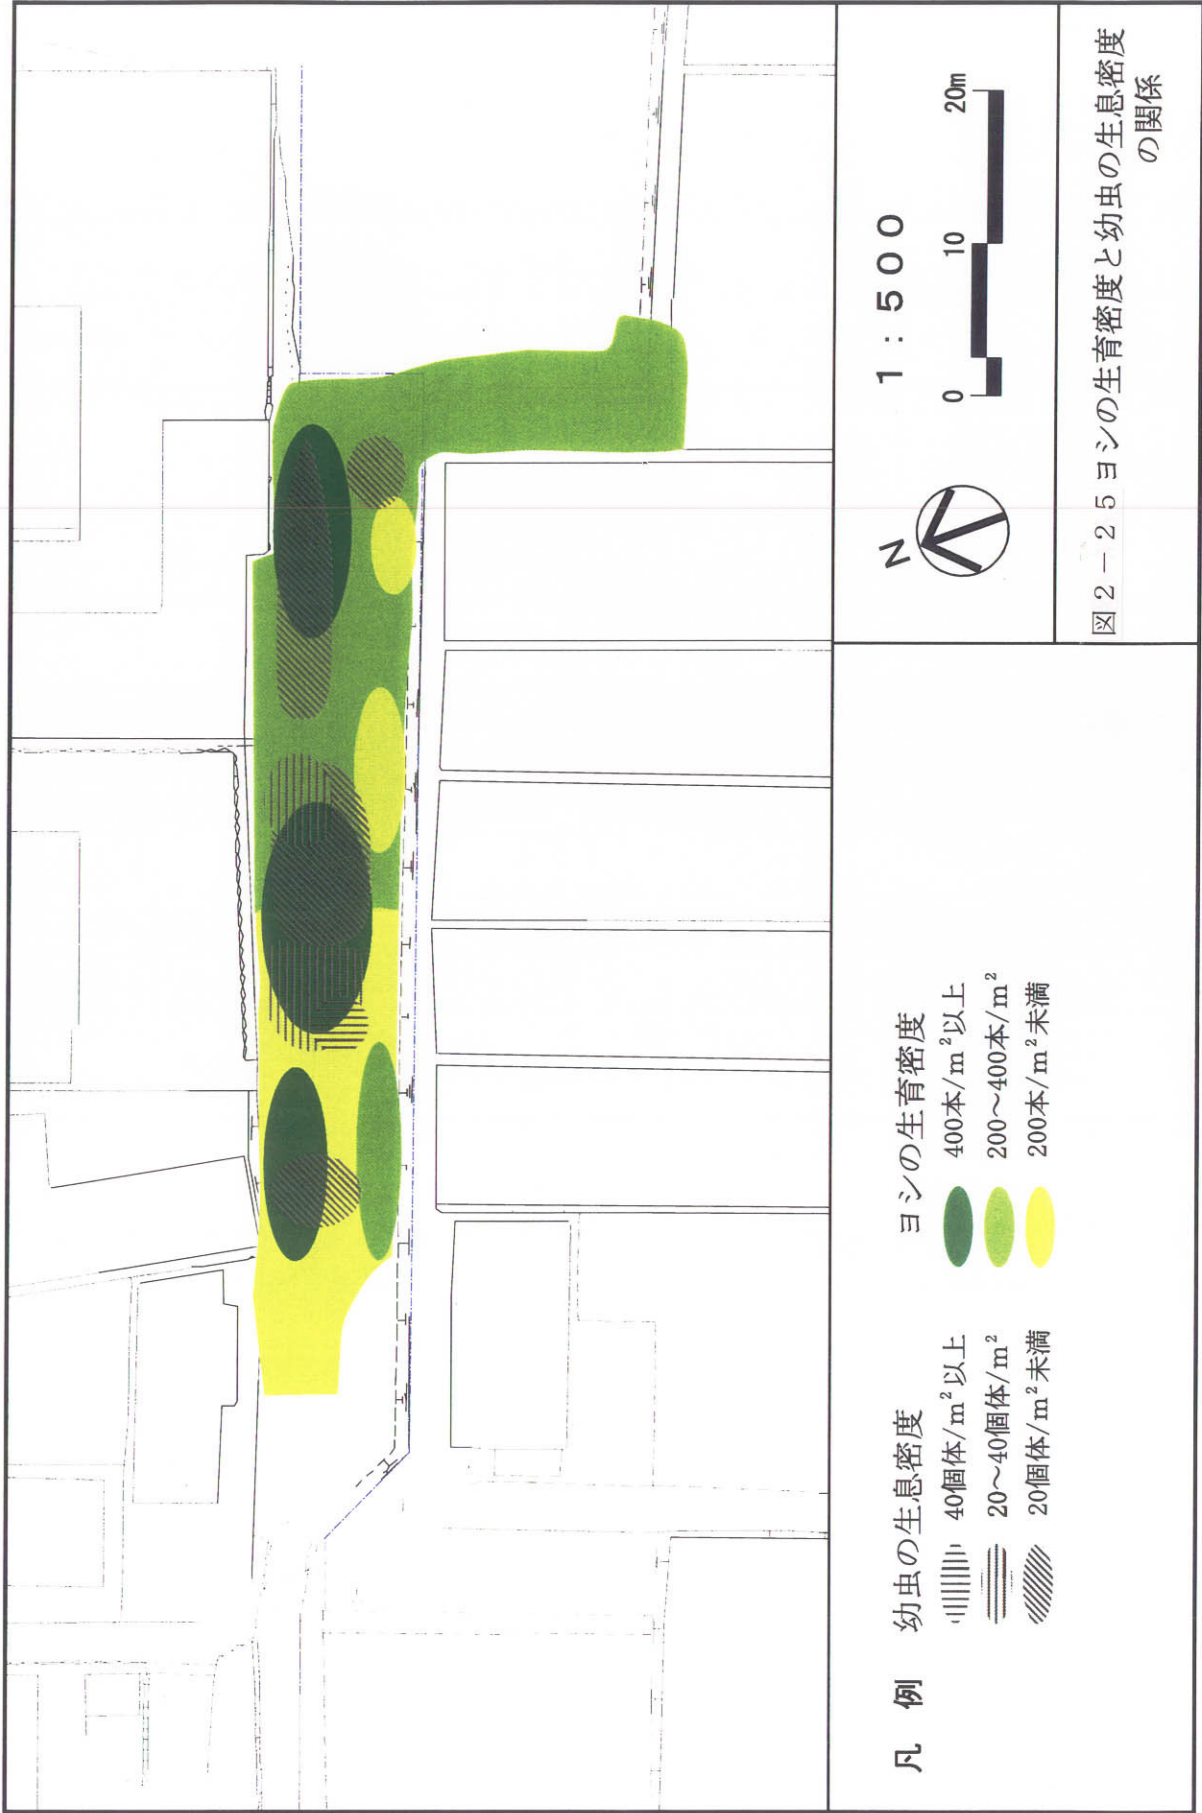 凡 例
幼虫の生息密度
40個体/m²以上
20～40個体/m²
20個体/m²未満
ヨシの生育密度
400本/m²以上
200～400本/m²
200本/m²未満
N
1：500
0 10 20m
図2－25ヨシの生育密度と幼虫の生息密度
の関係